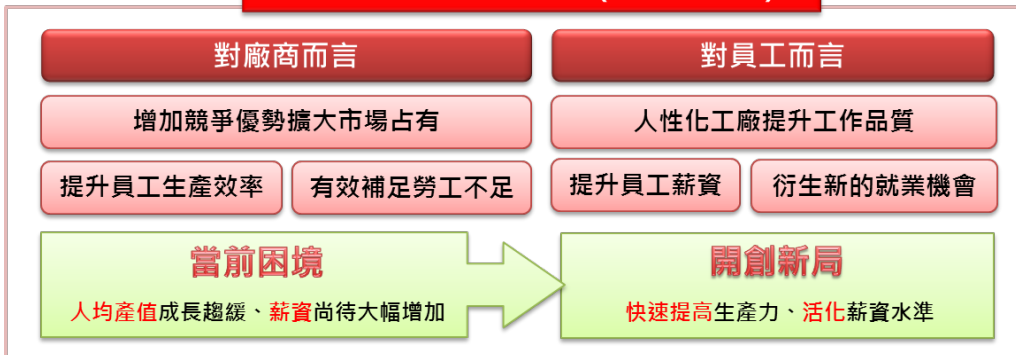 對廠商而言
對員工而言
增加競爭優勢擴大市場占有
人性化工廠提升工作品質
提升員工生產效率
有效補足勞工不足
提升員工薪資
衍生新的就業機會
當前困境
開創新局
人均產值成長趨緩、薪資尚待大幅增加
快速提高生產力、活化薪資水準